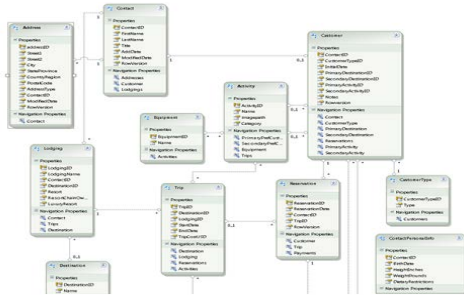 Address
Properties
addressID
Street1
Street2
City
StateProvince
CountryRegion
PostalCode
AddressType
ContactID
ModifiedDate
RowVersion
Navigation Properties
Contact
Contact
Properties
ContactID
FirstName
LastName
Title
AddDate
ModifiedDate
RowVersion
Navigation Properties
Addresses
Customer
Lodgings
Customer
Properties
ContactID
CustomerTypeID
InitialDate
PrimaryDestinationID
SecondaryDestinationID
PrimaryActivityID
SecondaryActivityID
Notes
RowVersion
Navigation Properties
Contact
CustomerType
PrimaryDestination
SecondaryDestination
Reservations
PrimaryActivity
SecondaryActivity
Activity
Properties
ActivityID
Name
imagepath
Category
Navigation Properties
PrimaryPrefCust...
SecondaryPrefC...
Equipment
Trips
Equipment
Properties
EquipmentID
Name
Navigation Properties
Activities
Lodging
Properties
LodgingID
LodgingName
ContactID
DestinationID
Resort
ResortChainOw...
LuxuryResort
Navigation Properties
Contact
Trips
Destination
Trip
Properties
TripID
DestinationID
LodgingID
StartDate
EndDate
TripCostUSD
Navigation Properties
Destination
Lodging
Reservations
Activities
Reservation
Properties
ReservationID
ReservationDate
ContactID
TripID
RowVersion
Navigation Properties
Customer
Trip
Payments
CustomerType
Properties
CustomerTypeID
Type
Navigation Properties
Customers
ContactPersonalInfo
Properties
ContactID
BirthDate
HeightInches
WeightPounds
DietaryRestrictions
Destination
Properties
DestinationID
Name